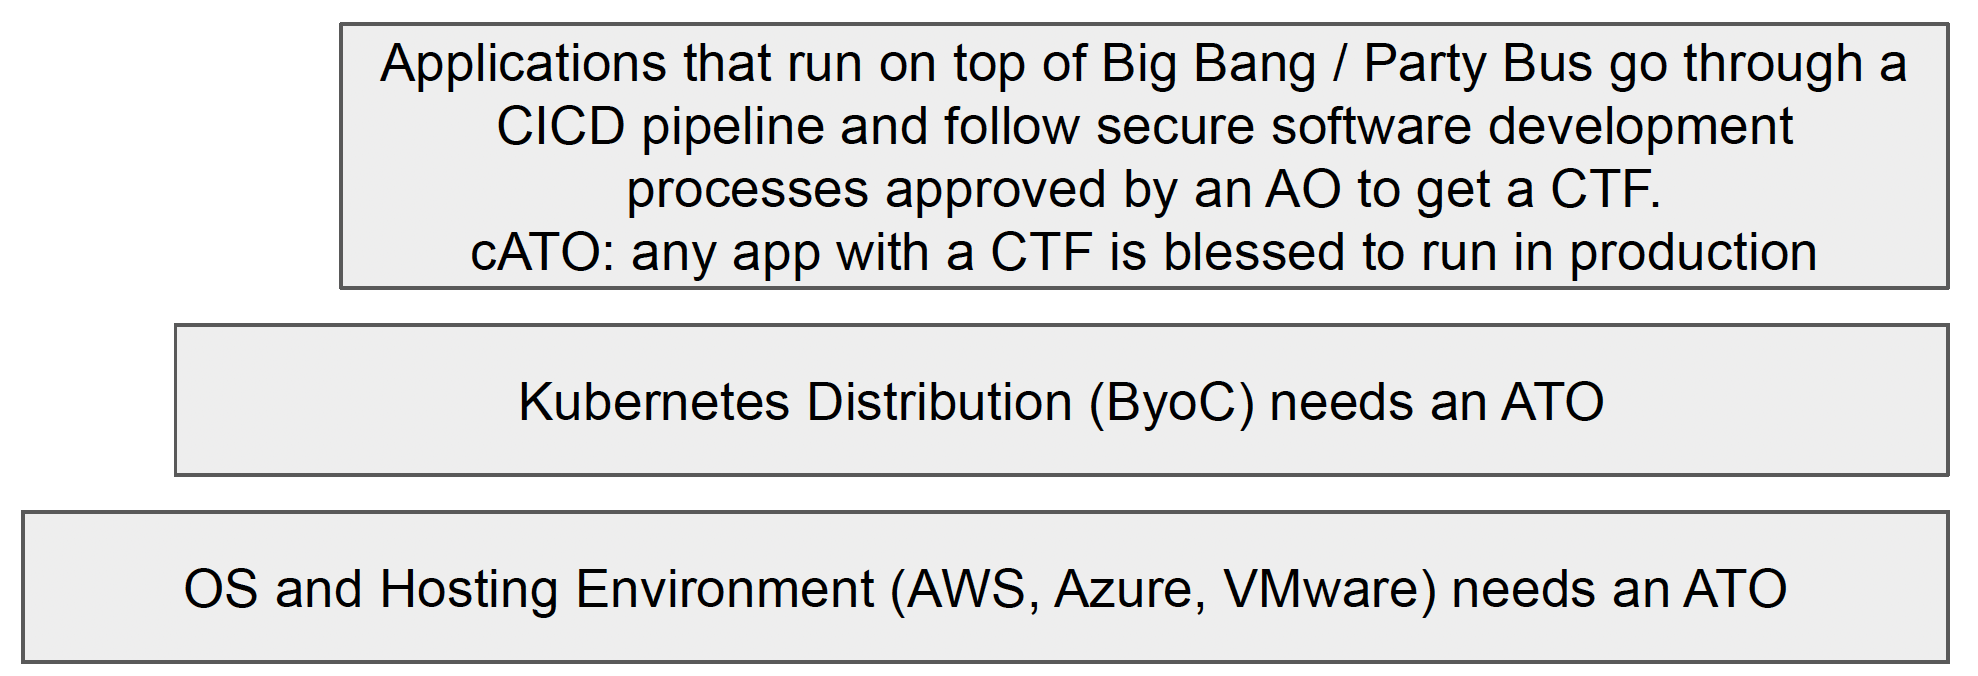 Applications that run on top of Big Bang / Party Bus go through a
CICD pipeline and follow secure software development
processes approved by an AO to get a CTF.
cATO: any app with a CTF is blessed to run in production
Kubernetes Distribution (ByoC) needs an ATO
OS and Hosting Environment (AWS, Azure, VMware) needs an ATO